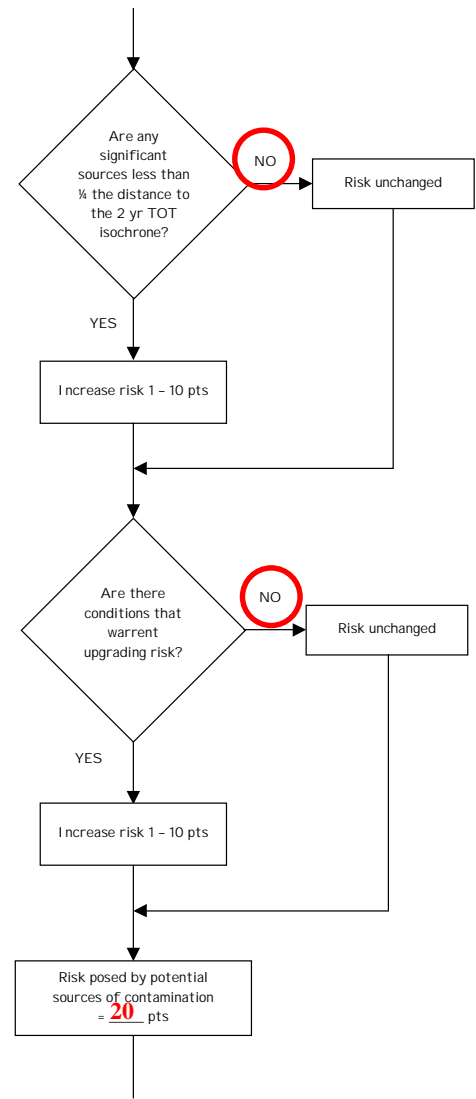 Are any
significant
sources less than
¼ the distance to
the 2 yr TOT
isochrone?
NO
Risk unchanged
YES
Increase risk 1 – 10 pts
Are there
conditions that
warrent
upgrading risk?
NO
Risk unchanged
YES
Increase risk 1 – 10 pts
Risk posed by potential
sources of contamination
= 20 pts